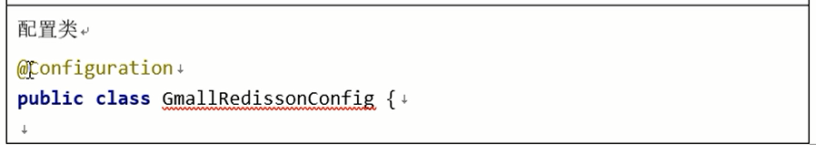 配置类
@Configuration
public class GmallRedissonConfig {